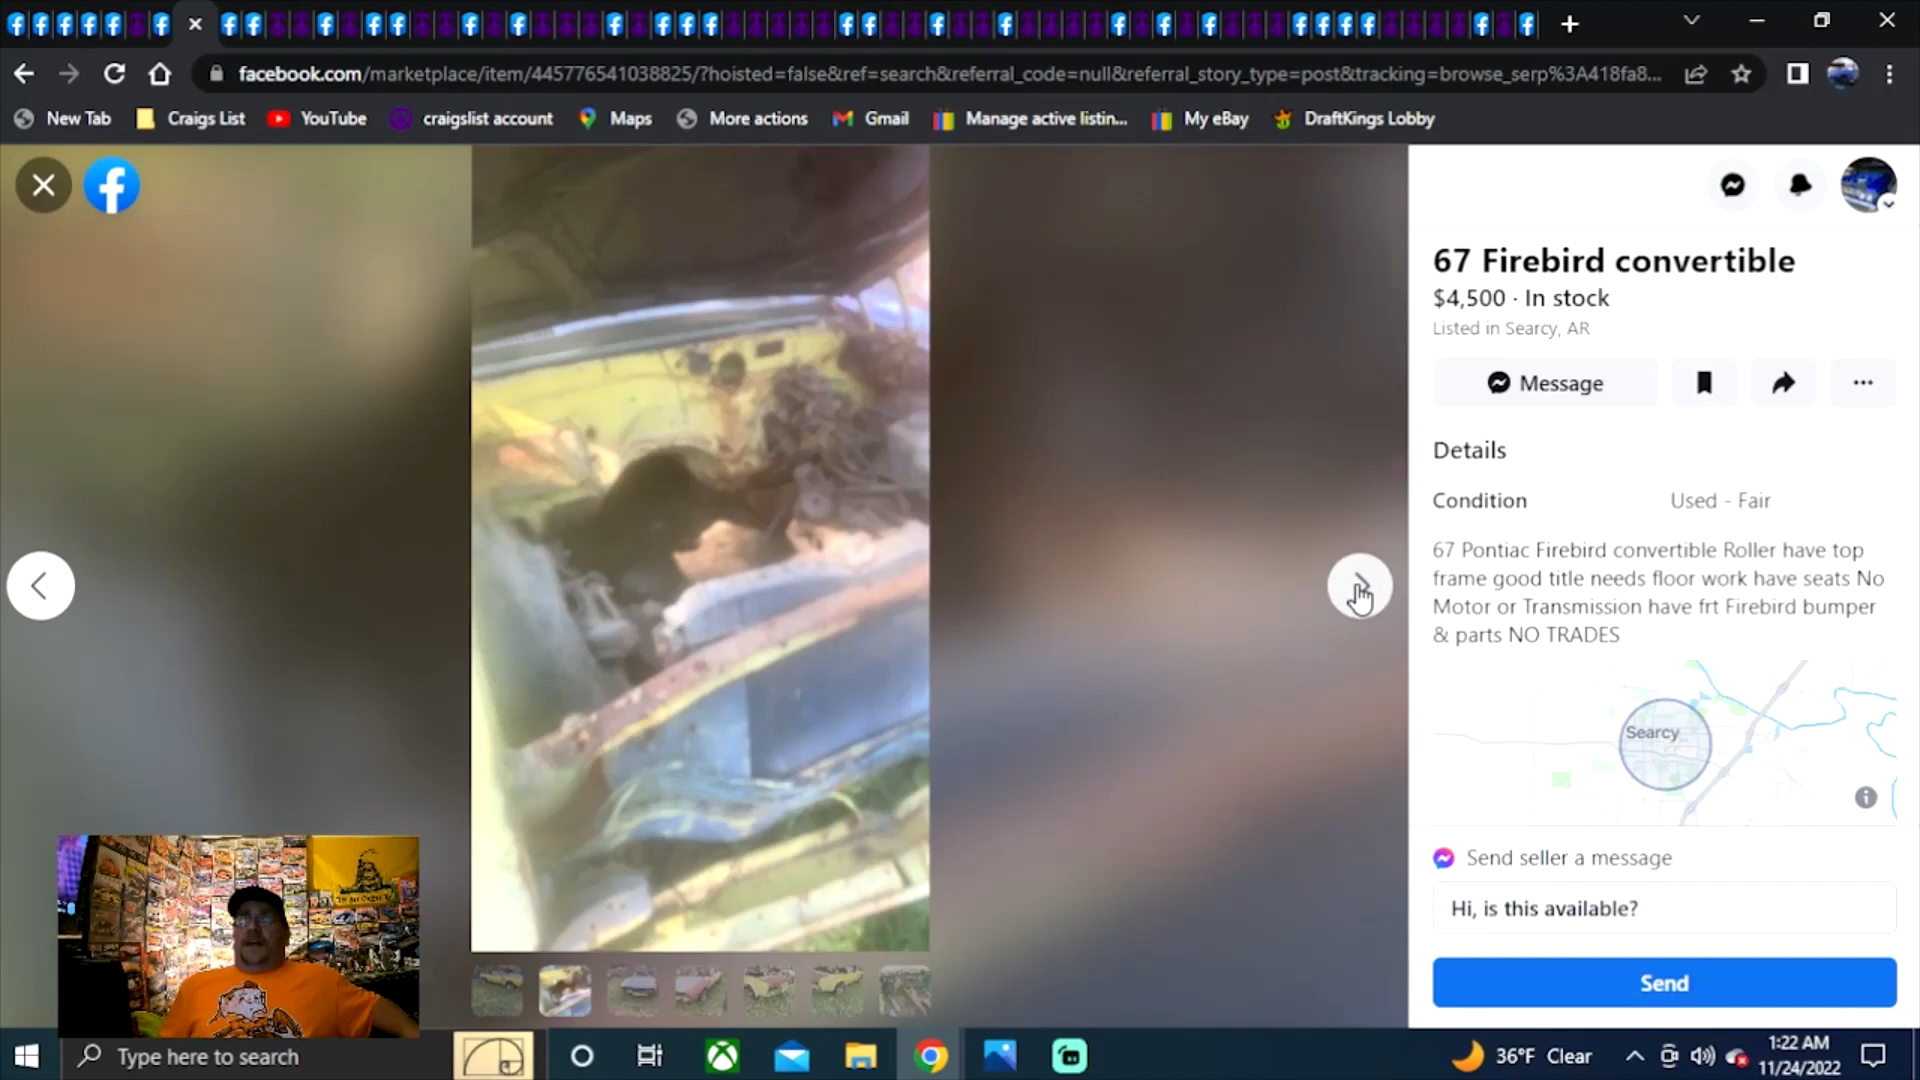 facebook.com/marketplace/item/445776541038825/?hoisted=false&ref=search&referral_code=null&referral_story_type=post&tracking=browse_serp%3A418fa8...
New Tab
Craigs List
YouTube
craigslist account
Maps
More actions
Gmail
Manage active listin...
My eBay
DraftKings Lobby
67 Firebird convertible
$4,500 · In stock
Listed in Searcy, AR
Message
Details
Condition
Used - Fair
67 Pontiac Firebird convertible Roller have top
frame good title needs floor work have seats No
Motor or Transmission have frt Firebird bumper
& parts NO TRADES
Searcy
Send seller a message
Hi, is this available?
Send
Type here to search
36°F Clear
1:22 AM
11/24/2022